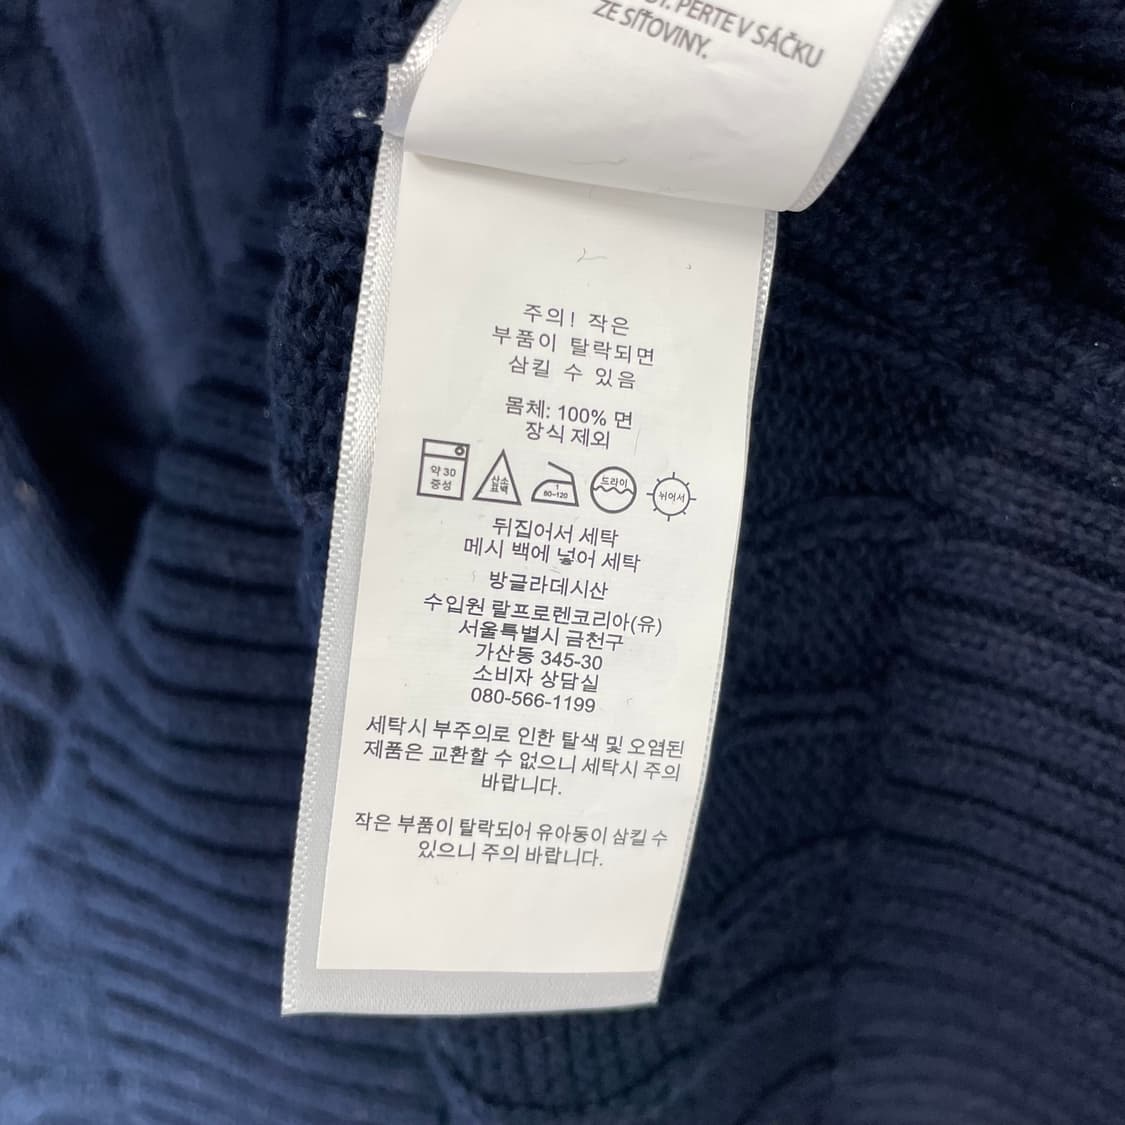 PERTE V SÁČKU
ZE SÍŤOVINY.
주의! 작은
부품이 탈락되면
삼킬 수 있음
몸체: 100% 면
장식 제외
약 30
중성
산소
표백
1
80-120
드라이
뉘어서
뒤집어서 세탁
메시 백에 넣어 세탁
방글라데시산
수입원 랄프로렌코리아(유)
서울특별시 금천구
가산동 345-30
소비자 상담실
080-566-1199
세탁시 부주의로 인한 탈색 및 오염된
제품은 교환할 수 없으니 세탁시 주의
바랍니다.
작은 부품이 탈락되어 유아동이 삼킬 수
있으니 주의 바랍니다.